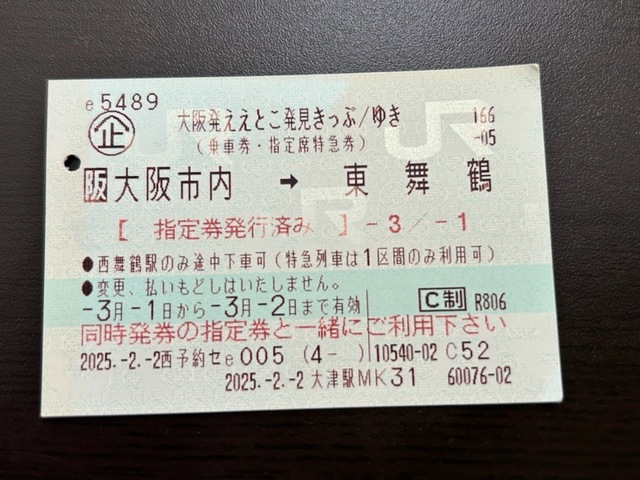 e5489
企 大阪発ええとこ発見きっぷ/ゆき 166
(乗車券・指定席特急券) -05
阪 大阪市内 → 東舞鶴
【 指定券発行済み 】-3/-1
●西舞鶴駅のみ途中下車可(特急列車は1区間のみ利用可)
●変更、払いもどしはいたしません。
-3月-1日から-3月-2日まで有効 C制 R806
同時発券の指定券と一緒にご利用下さい
2025.-2.-2西予約セe005 (4- ) 10540-02 C52
2025.-2.-2 大津駅MK31 60076-02